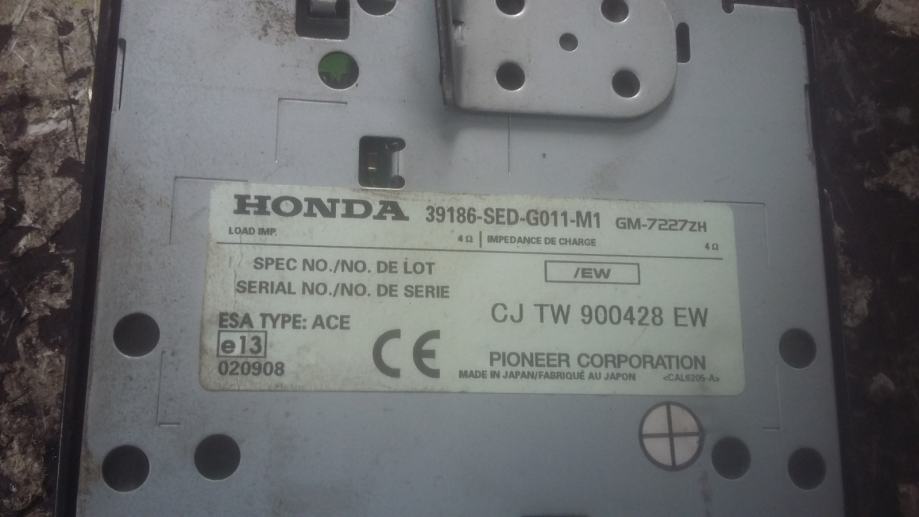 HONDA 39186-SED-G011-M1 GM-7227ZH
LOAD IMP. 4Ω IMPEDANCE DE CHARGE 4Ω
SPEC NO./NO. DE LOT /EW
SERIAL NO./NO. DE SERIE
CJ TW 900428 EW
ESA TYPE: ACE
e13 CE
020908
PIONEER CORPORATION
MADE IN JAPAN/FABRIQUÉ AU JAPON <CAL6205-A>